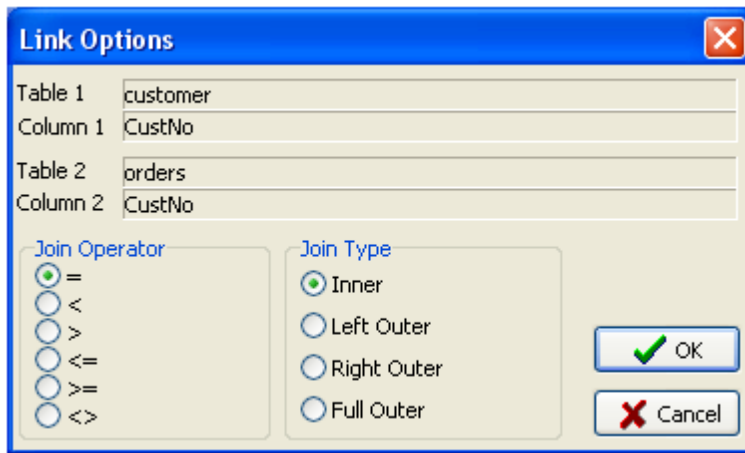 Link Options
Table 1 customer
Column 1 CustNo
Table 2 orders
Column 2 CustNo
Join Operator
=
<
>
<=
>=
<>
Join Type
Inner
Left Outer
Right Outer
Full Outer
OK
Cancel